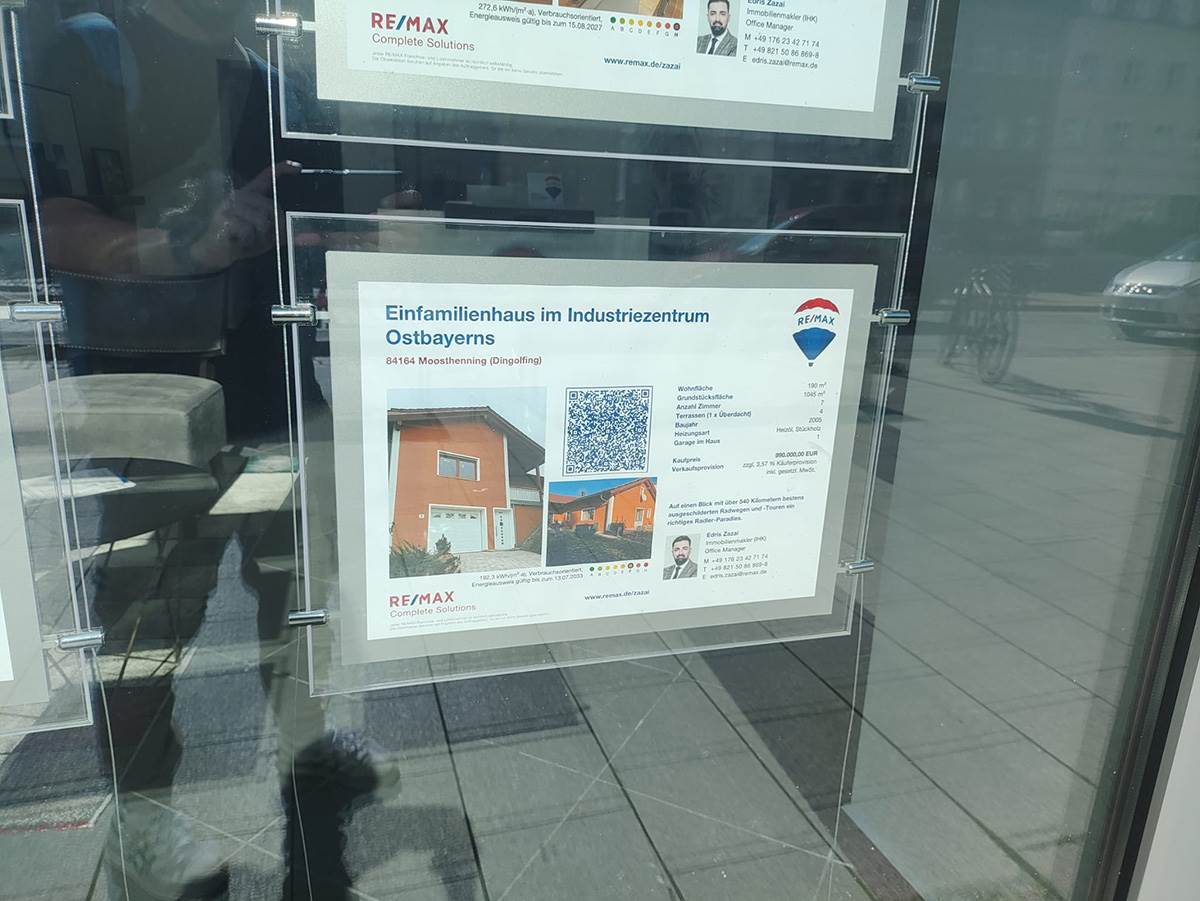 272,6 kWh/(m²·a), Verbrauchsorientiert,
Energieausweis gültig bis zum 15.08.2027
A B C D E F G H
RE/MAX
Complete Solutions
www.remax.de/zazai
Edris Zazai
Immobilienmakler (IHK)
Office Manager
M +49 176 23 42 71 74
T +49 821 50 86 869-8
E edris.zazai@remax.de
Einfamilienhaus im Industriezentrum
Ostbayerns
84164 Moosthenning (Dingolfing)
RE/MAX
Wohnfläche 190 m²
Grundstücksfläche 1045 m²
Anzahl Zimmer 7
Terrassen (1 x Überdacht) 4
Baujahr 2005
Heizungsart Heizöl, Stückholz
Garage im Haus 1
Kaufpreis 990.000,00 EUR
Verkaufsprovision zzgl. 3,57 % Käuferprovision
inkl. gesetzl. MwSt.
Auf einen Blick mit über 540 Kilometern bestens
ausgeschilderten Radwegen und -Touren ein
richtiges Radler-Paradies.
Edris Zazai
Immobilienmakler (IHK)
Office Manager
M +49 176 23 42 71 74
T +49 821 50 86 869-8
E edris.zazai@remax.de
192,3 kWh/(m²·a), Verbrauchsorientiert,
Energieausweis gültig bis zum 13.07.2033
A B C D E F G H
RE/MAX
Complete Solutions
www.remax.de/zazai